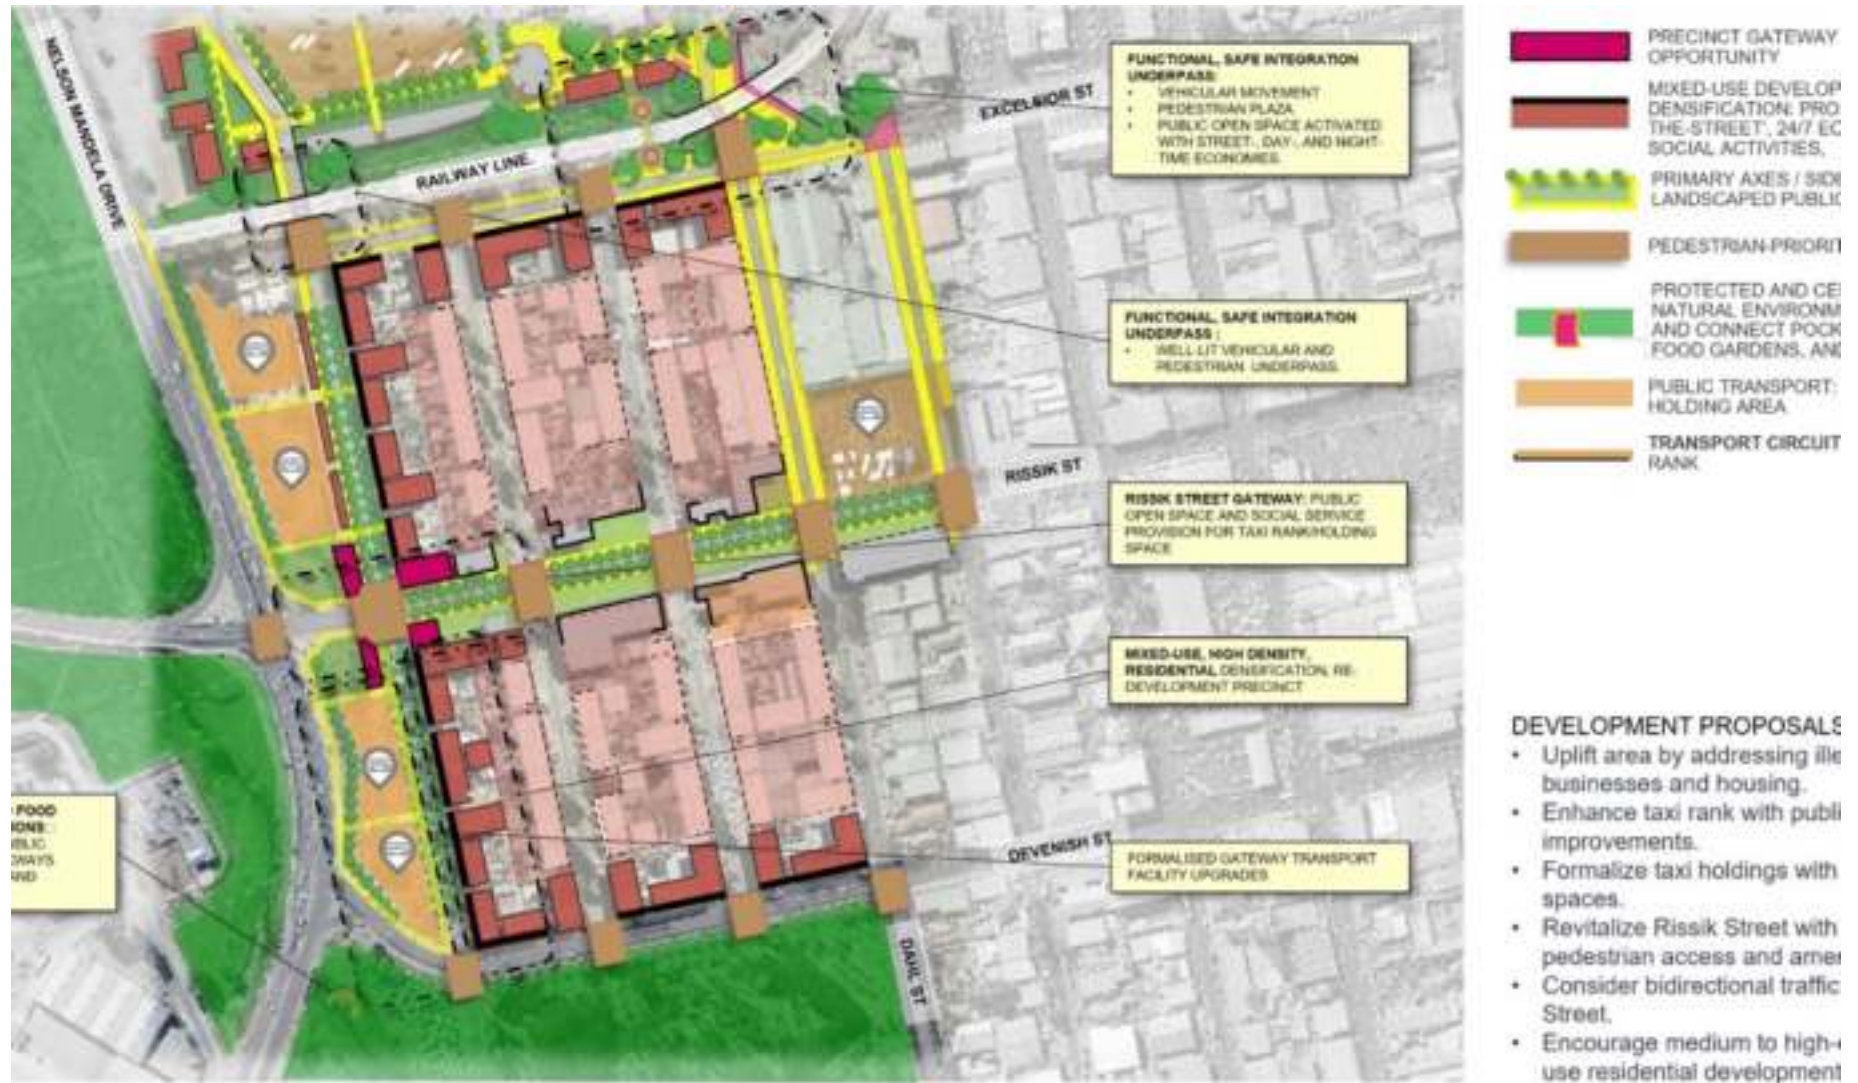 NELSON MANDELA DRIVE
RAILWAY LINE
EXCELSIOR ST
RISSIK ST
DEVENISH ST
DAHL ST
FUNCTIONAL, SAFE INTEGRATION
UNDERPASS:
• VEHICULAR MOVEMENT
• PEDESTRIAN PLAZA
• PUBLIC OPEN SPACE ACTIVATED
WITH STREET-, DAY-, AND NIGHT-
TIME ECONOMIES.
FUNCTIONAL, SAFE INTEGRATION
UNDERPASS :
• WELL-LIT VEHICULAR AND
PEDESTRIAN UNDERPASS.
RISSIK STREET GATEWAY: PUBLIC
OPEN SPACE AND SOCIAL SERVICE
PROVISION FOR TAXI RANK/HOLDING
SPACE
MIXED-USE, HIGH DENSITY,
RESIDENTIAL DENSIFICATION, RE-
DEVELOPMENT PRECINCT
FORMALISED GATEWAY TRANSPORT
FACILITY UPGRADES
FOOD
IONS:
BLIC
WAYS
AND
PRECINCT GATEWAY
OPPORTUNITY
MIXED-USE DEVELOP
DENSIFICATION: PRO
THE-STREET', 24/7 EC
SOCIAL ACTIVITIES,
PRIMARY AXES / SIDE
LANDSCAPED PUBLIC
PEDESTRIAN-PRIORIT
PROTECTED AND CE
NATURAL ENVIRONM
AND CONNECT POCK
FOOD GARDENS, AND
PUBLIC TRANSPORT:
HOLDING AREA
TRANSPORT CIRCUIT
RANK
DEVELOPMENT PROPOSALS
• Uplift area by addressing ille
businesses and housing.
• Enhance taxi rank with publi
improvements.
• Formalize taxi holdings with
spaces.
• Revitalize Rissik Street with
pedestrian access and amen
• Consider bidirectional traffic
Street.
• Encourage medium to high-
use residential development